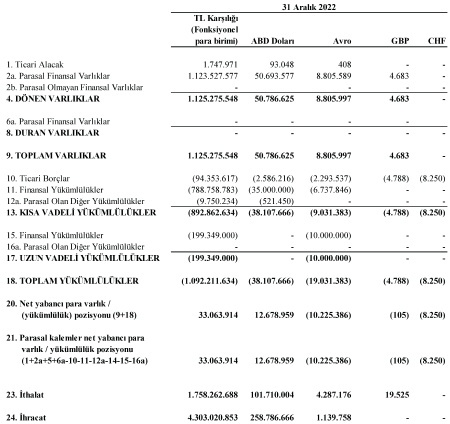 31 Aralık 2022
TL Karşılığı
(Fonksiyonel
para birimi) ABD Doları Avro GBP CHF
1. Ticari Alacak 1.747.971 93.048 408 - -
2a. Parasal Finansal Varlıklar 1.123.527.577 50.693.577 8.805.589 4.683 -
2b. Parasal Olmayan Finansal Varlıklar - - - - -
4. DÖNEN VARLIKLAR 1.125.275.548 50.786.625 8.805.997 4.683 -
6a. Parasal Finansal Varlıklar - - - - -
8. DURAN VARLIKLAR - - - - -
9. TOPLAM VARLIKLAR 1.125.275.548 50.786.625 8.805.997 4.683 -
10. Ticari Borçlar (94.353.617) (2.586.216) (2.293.537) (4.788) (8.250)
11. Finansal Yükümlülükler (788.758.783) (35.000.000) (6.737.846) - -
12a. Parasal Olan Diğer Yükümlülükler (9.750.234) (521.450) - - -
13. KISA VADELİ YÜKÜMLÜLÜKLER (892.862.634) (38.107.666) (9.031.383) (4.788) (8.250)
15. Finansal Yükümlülükler (199.349.000) - (10.000.000) - -
16a. Parasal Olan Diğer Yükümlülükler - - - - -
17. UZUN VADELİ YÜKÜMLÜLÜKLER (199.349.000) - (10.000.000) - -
18. TOPLAM YÜKÜMLÜLÜKLER (1.092.211.634) (38.107.666) (19.031.383) (4.788) (8.250)
20. Net yabancı para varlık /
(yükümlülük) pozisyonu (9+18) 33.063.914 12.678.959 (10.225.386) (105) (8.250)
21. Parasal kalemler net yabancı para
varlık / yükümlülük pozisyonu
(1+2a+5+6a-10-11-12a-14-15-16a) 33.063.914 12.678.959 (10.225.386) (105) (8.250)
23. İthalat 1.758.262.688 101.710.004 4.287.176 19.525 -
24. İhracat 4.303.020.853 258.786.666 1.139.758 - -